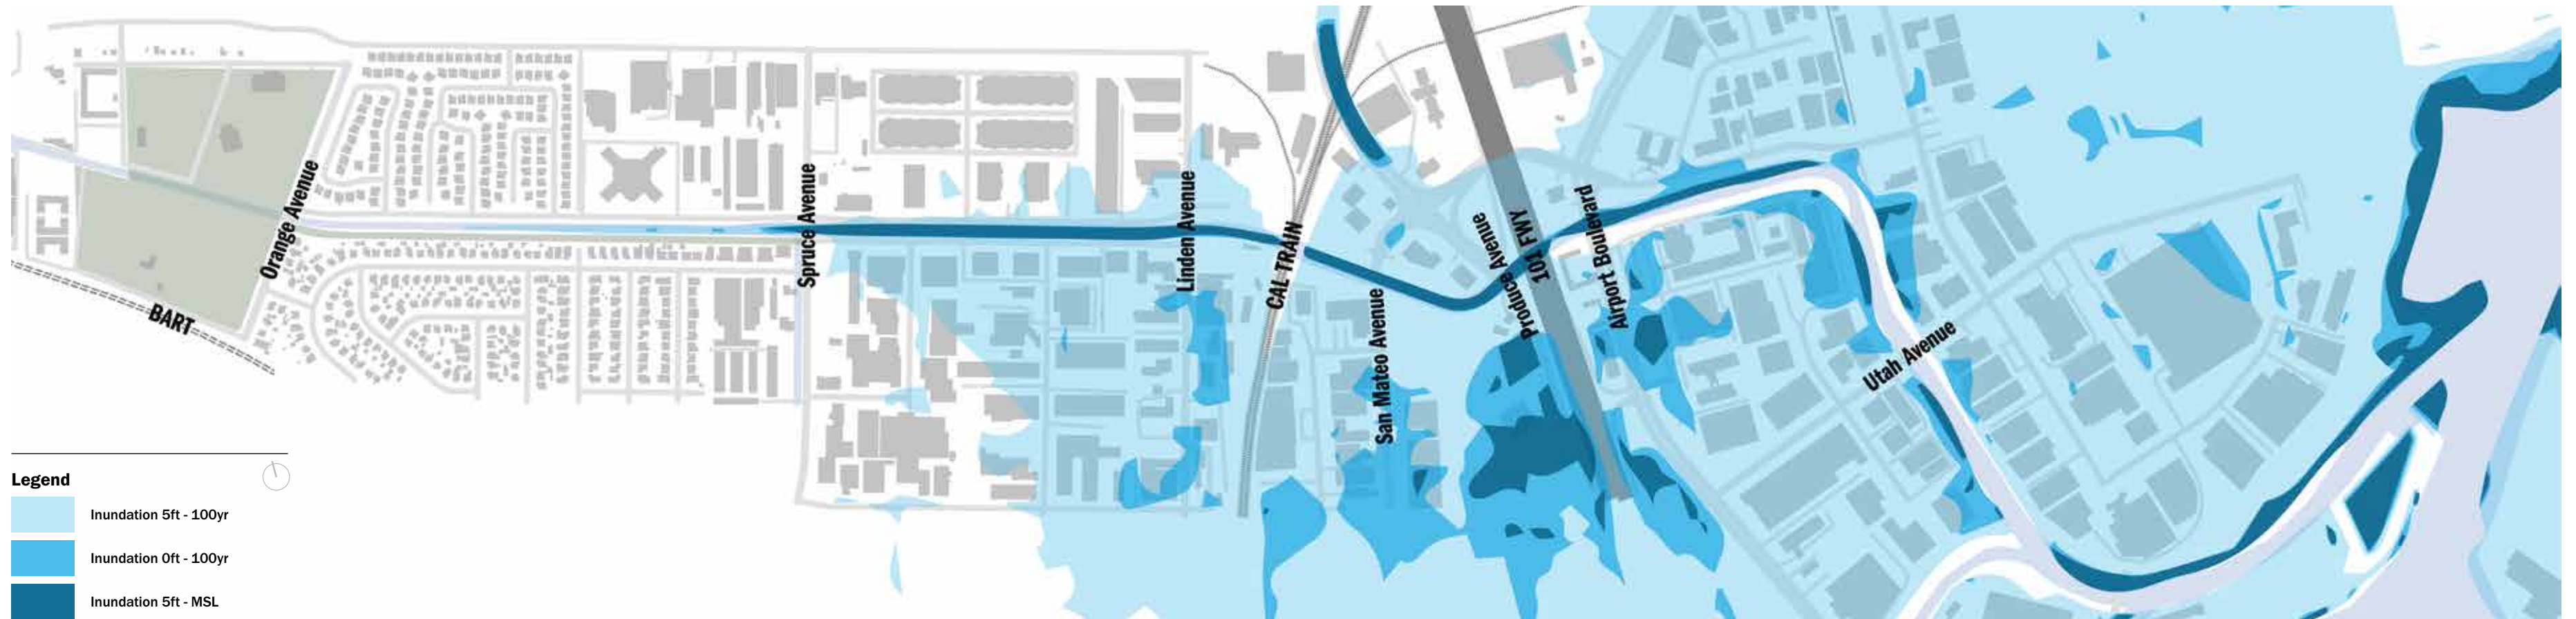 Orange Avenue
BART
Spruce Avenue
Linden Avenue
CAL TRAIN
San Mateo Avenue
Produce Avenue
101 FWY
Airport Boulevard
Utah Avenue
Legend
Inundation 5ft - 100yr
Inundation 0ft - 100yr
Inundation 5ft - MSL